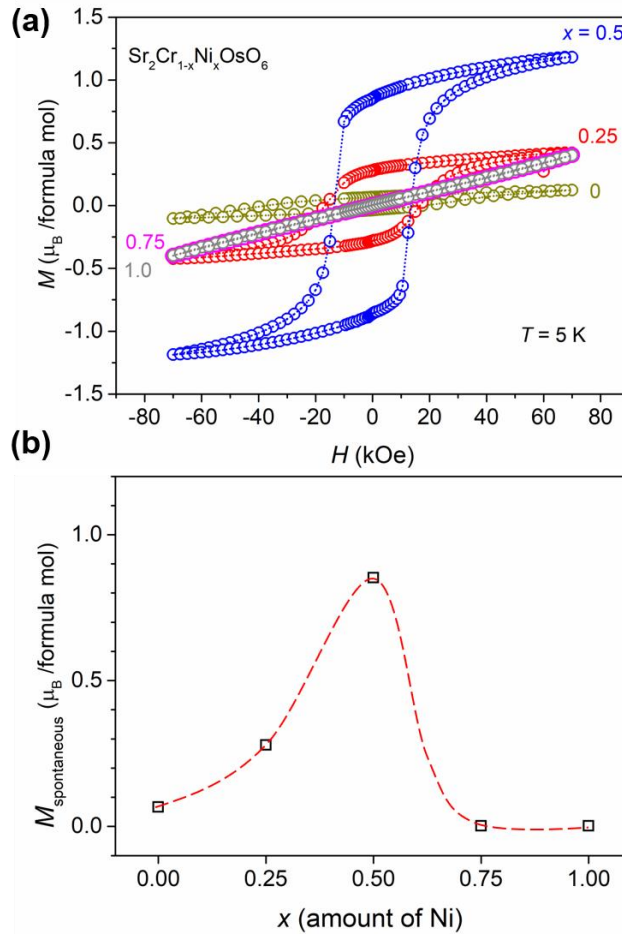 (a)
Sr2Cr1-xNixOsO6
x = 0.5
0.25
0
0.75
1.0
T = 5 K
M (μB /formula mol)
1.5
1.0
0.5
0.0
-0.5
-1.0
-1.5
-80 -60 -40 -20 0 20 40 60 80
H (kOe)
(b)
Mspontaneous (μB /formula mol)
1.0
0.5
0.0
0.00 0.25 0.50 0.75 1.00
x (amount of Ni)